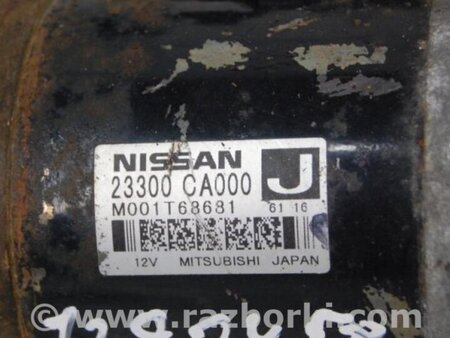 NISSAN J
23300 CA000
M001T68681 61 16
12V MITSUBISHI JAPAN
© www.razborki.com